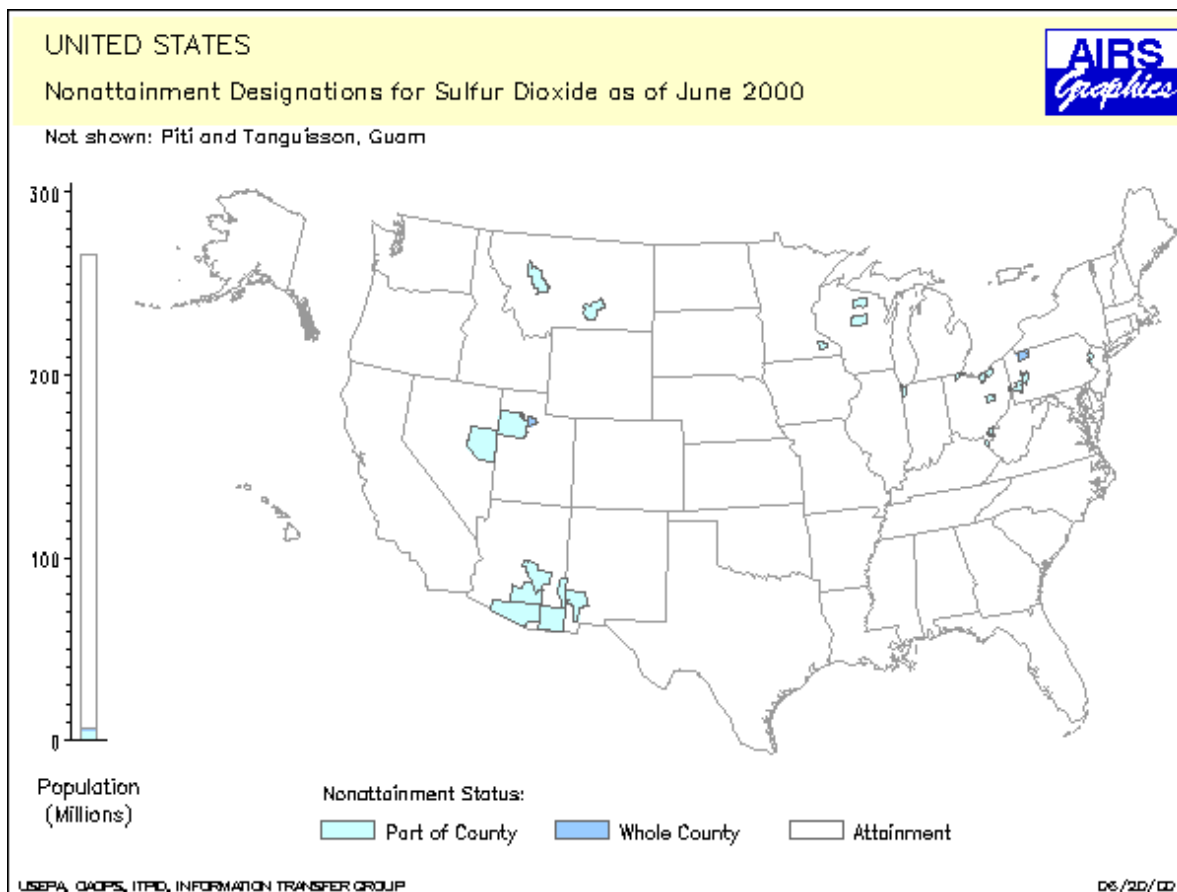 UNITED STATES
Nonattainment Designations for Sulfur Dioxide as of June 2000
AIRS
Graphics
Not shown: Piti and Tanguisson, Guam
300
200
100
0
Population
(Millions)
Nonattainment Status:
Part of County
Whole County
Attainment
USEPA, OAQPS, ITPID, INFORMATION TRANSFER GROUP
06/20/00